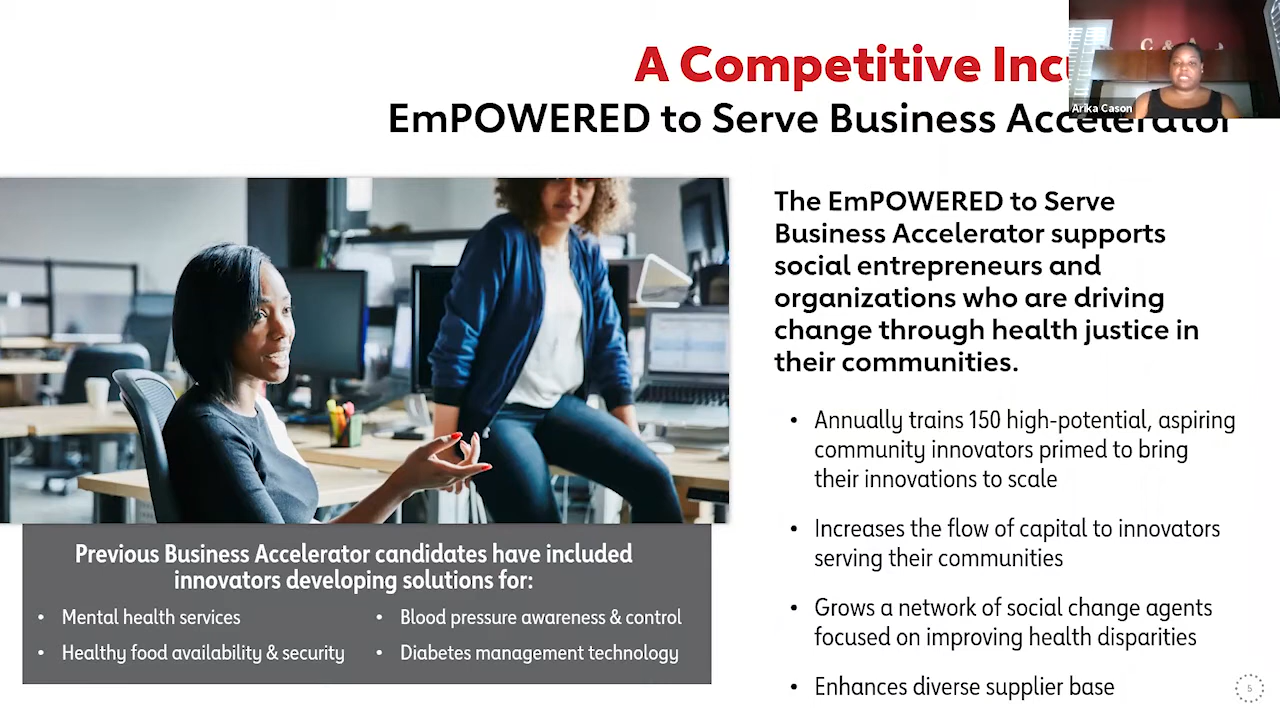 A Competitive Inc
C & A J
Arika Cason
EmPOWERED to Serve Business Accelerator
The EmPOWERED to Serve
Business Accelerator supports
social entrepreneurs and
organizations who are driving
change through health justice in
their communities.
• Annually trains 150 high-potential, aspiring
community innovators primed to bring
their innovations to scale
• Increases the flow of capital to innovators
serving their communities
• Grows a network of social change agents
focused on improving health disparities
• Enhances diverse supplier base
Previous Business Accelerator candidates have included
innovators developing solutions for:
• Mental health services
• Healthy food availability & security
• Blood pressure awareness & control
• Diabetes management technology
5